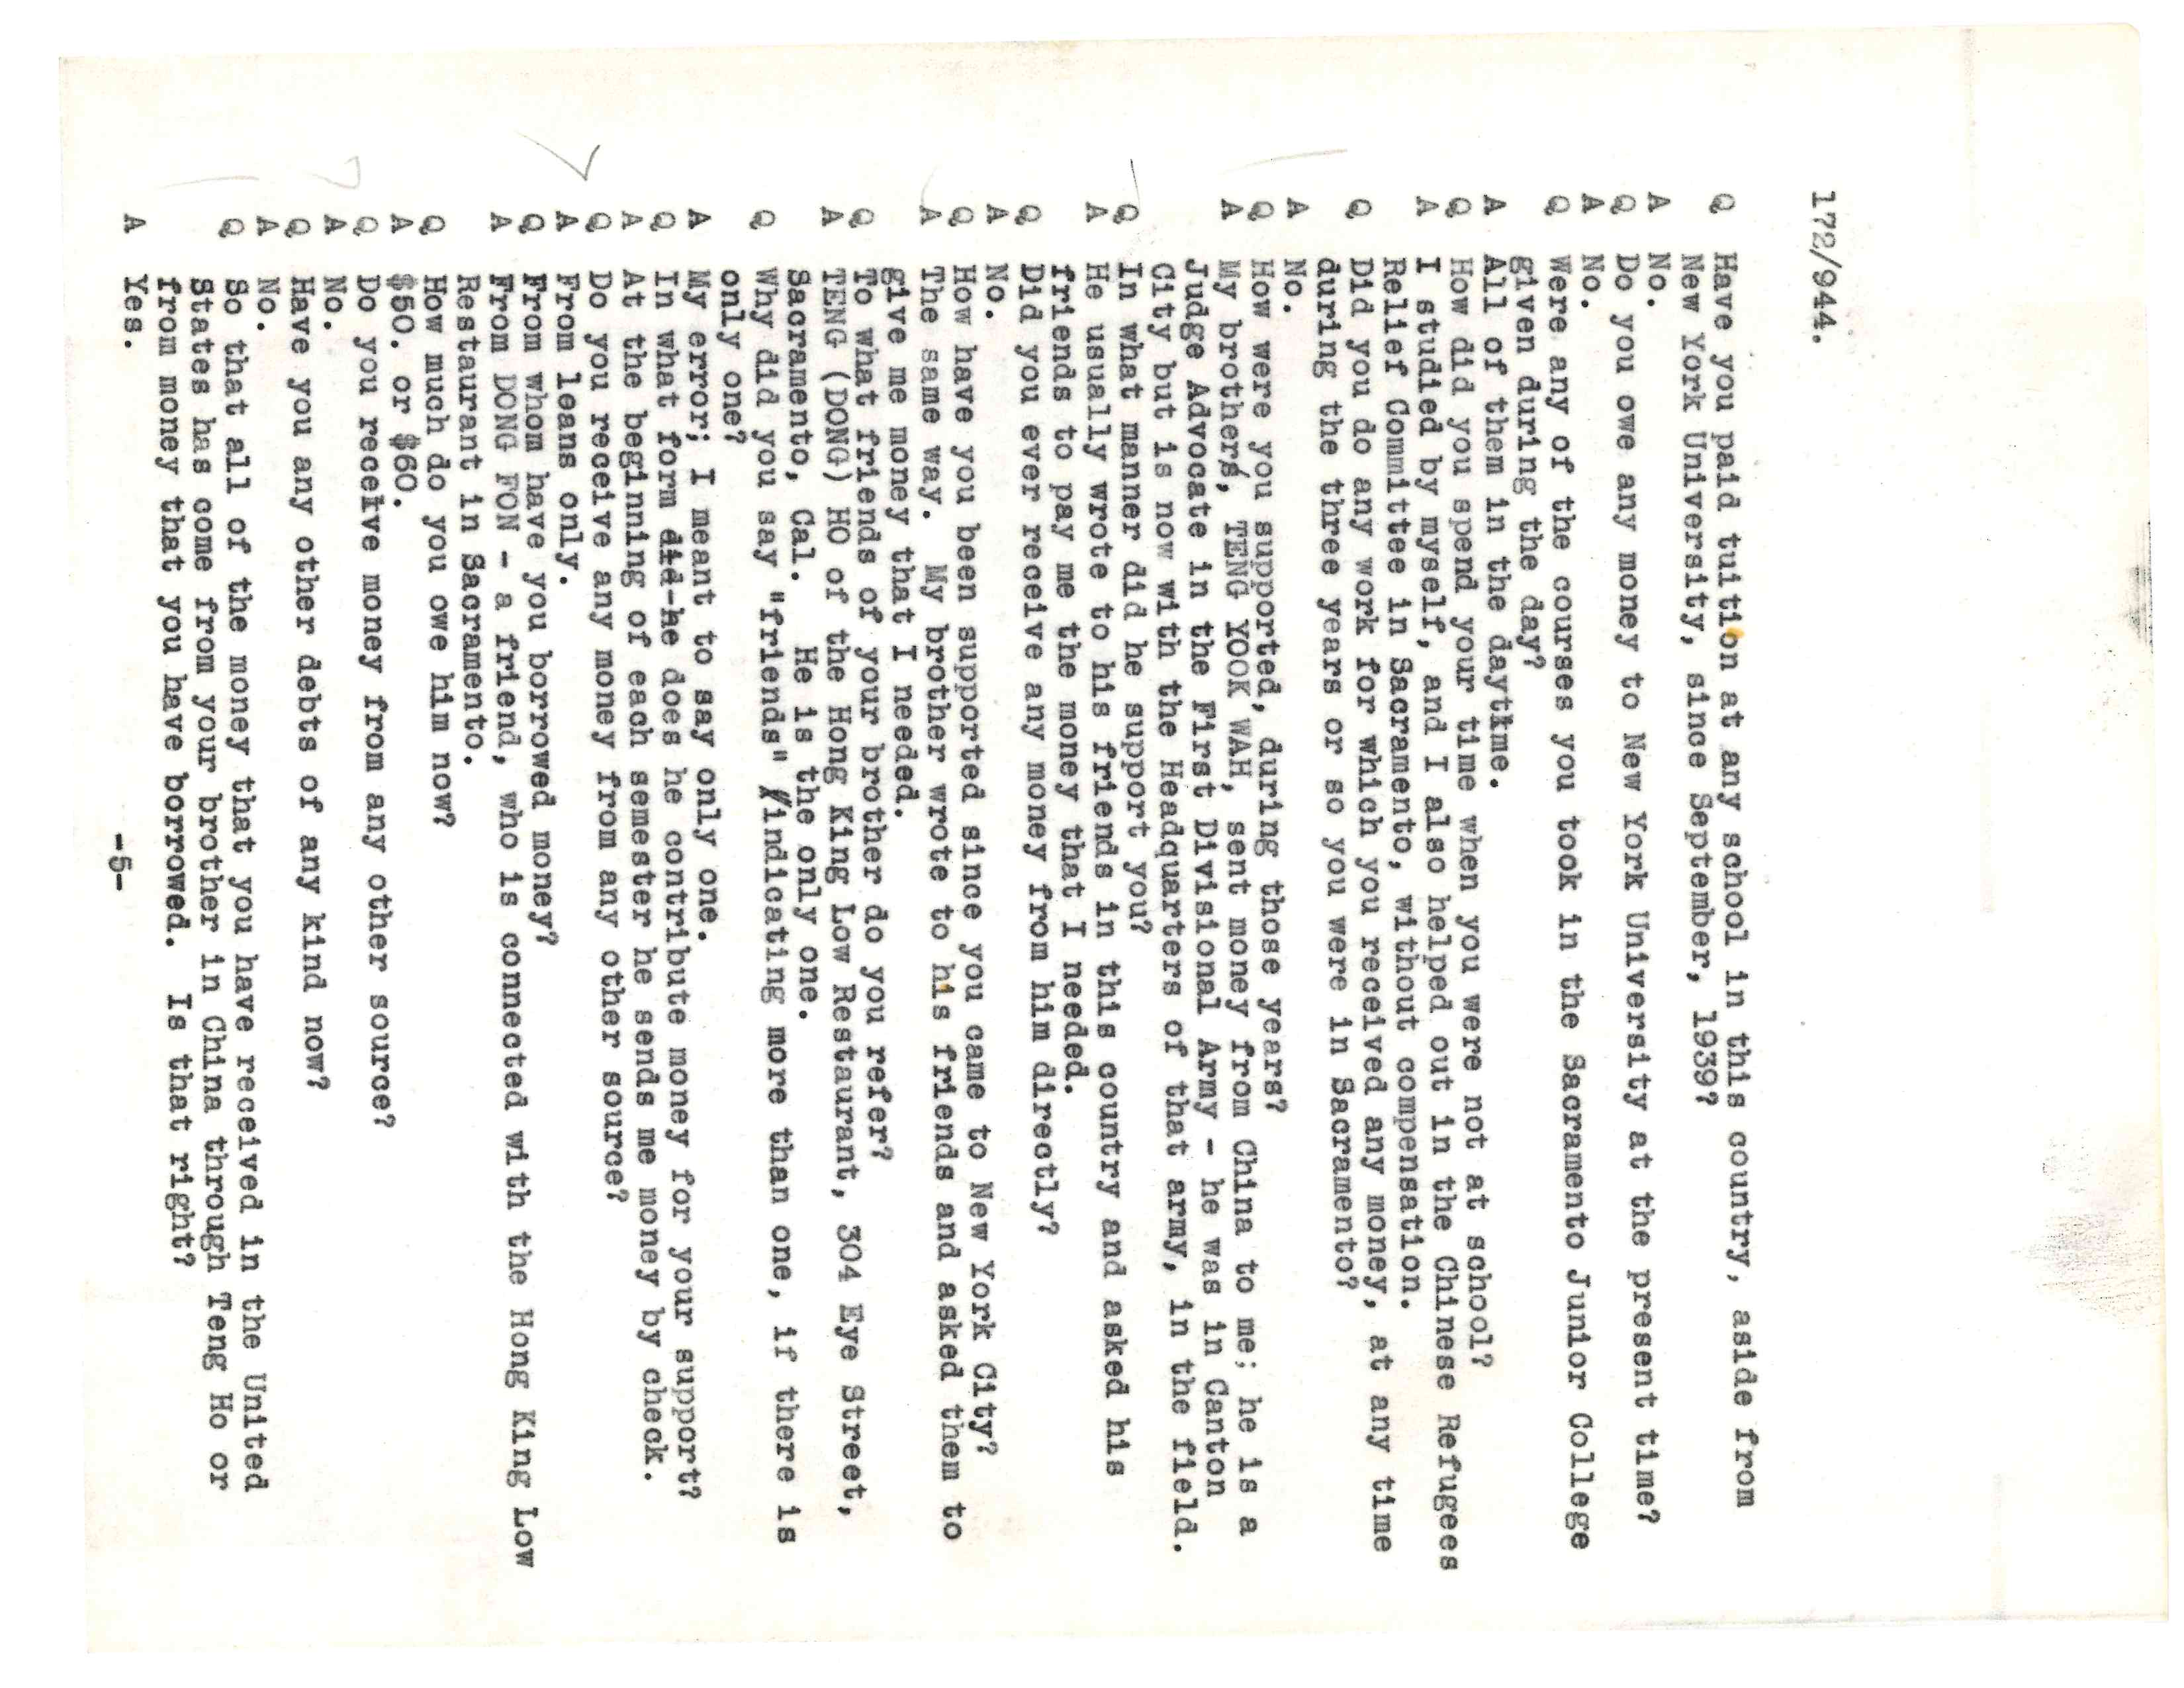 172/944.
Q Have you paid tuition at any school in this country, aside from
New York University, since September, 1939?
A No.
Q Do you owe any money to New York University at the present time?
A No.
Q Were any of the courses you took in the Sacramento Junior College
given during the day?
A All of them in the daytime.
Q How did you spend your time when you were not at school?
A I studied by myself, and I also helped out in the Chinese Refugees
Relief Committee in Sacramento, without compensation.
Q Did you do any work for which you received any money, at any time
during the three years or so you were in Sacramento?
A No.
Q How were you supported, during those years?
A My brother, TENG YOOK WAH, sent money from China to me; he is a
Judge Advocate in the First Divisional Army - he was in Canton
City but is now with the Headquarters of that army, in the field.
Q In what manner did he support you?
A He usually wrote to his friends in this country and asked his
friends to pay me the money that I needed.
Q Did you ever receive any money from him directly?
A No.
Q How have you been supported since you came to New York City?
A The same way. My brother wrote to his friends and asked them to
give me money that I needed.
Q To what friends of your brother do you refer?
A TENG (DONG) HO of the Hong King Low Restaurant, 304 Eye Street,
Sacramento, Cal. He is the only one.
Q Why did you say "friends" indicating more than one, if there is
only one?
A My error; I meant to say only one.
Q In what form did-he does he contribute money for your support?
A At the beginning of each semester he sends me money by check.
Q Do you receive any money from any other source?
A From loans only.
Q From whom have you borrowed money?
A From DONG FON - a friend, who is connected with the Hong King Low
Restaurant in Sacramento.
Q How much do you owe him now?
A $50. or $60.
Q Do you receive money from any other source?
A No.
Q Have you any other debts of any kind now?
A No.
Q So that all of the money that you have received in the United
States has come from your brother in China through Teng Ho or
from money that you have borrowed. Is that right?
A Yes.
-5-